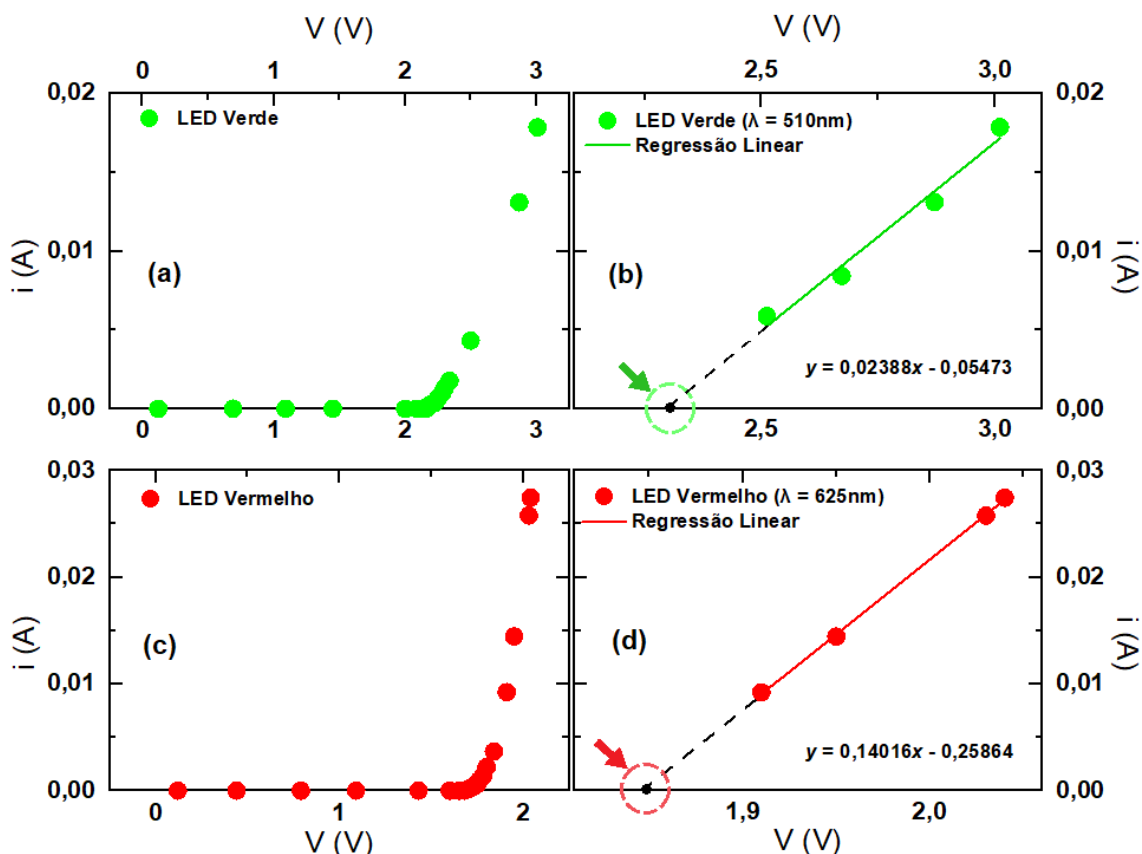 V (V)
V (V)
0 1 2 3
2,5 3,0
0,02
0,02
LED Verde
LED Verde (λ = 510nm)
Regressão Linear
i (A)
0,01
(a)
(b)
0,01
i (A)
y = 0,02388x - 0,05473
0,00
0,00
0 1 2 3
2,5 3,0
0,03
0,03
LED Vermelho
LED Vermelho (λ = 625nm)
Regressão Linear
0,02
0,02
i (A)
(c)
(d)
i (A)
0,01
0,01
y = 0,14016x - 0,25864
0,00
0,00
0 1 2
1,9 2,0
V (V)
V (V)